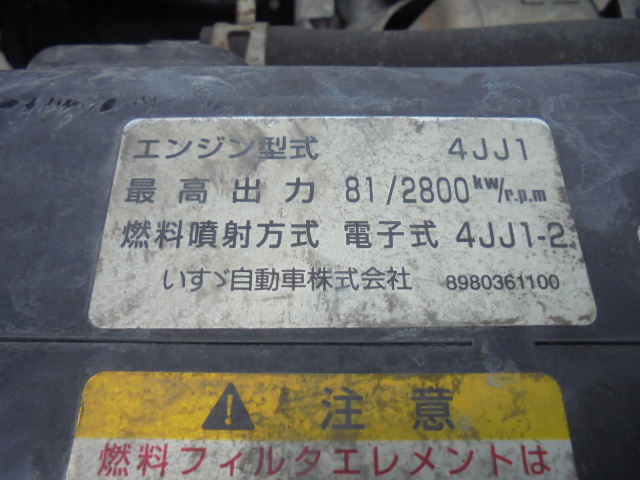 エンジン型式 4JJ1
最高出力 81/2800kw/r.p.m
燃料噴射方式 電子式 4JJ1-2
いすゞ自動車株式会社 8980361100
注意
燃料フィルタエレメントは